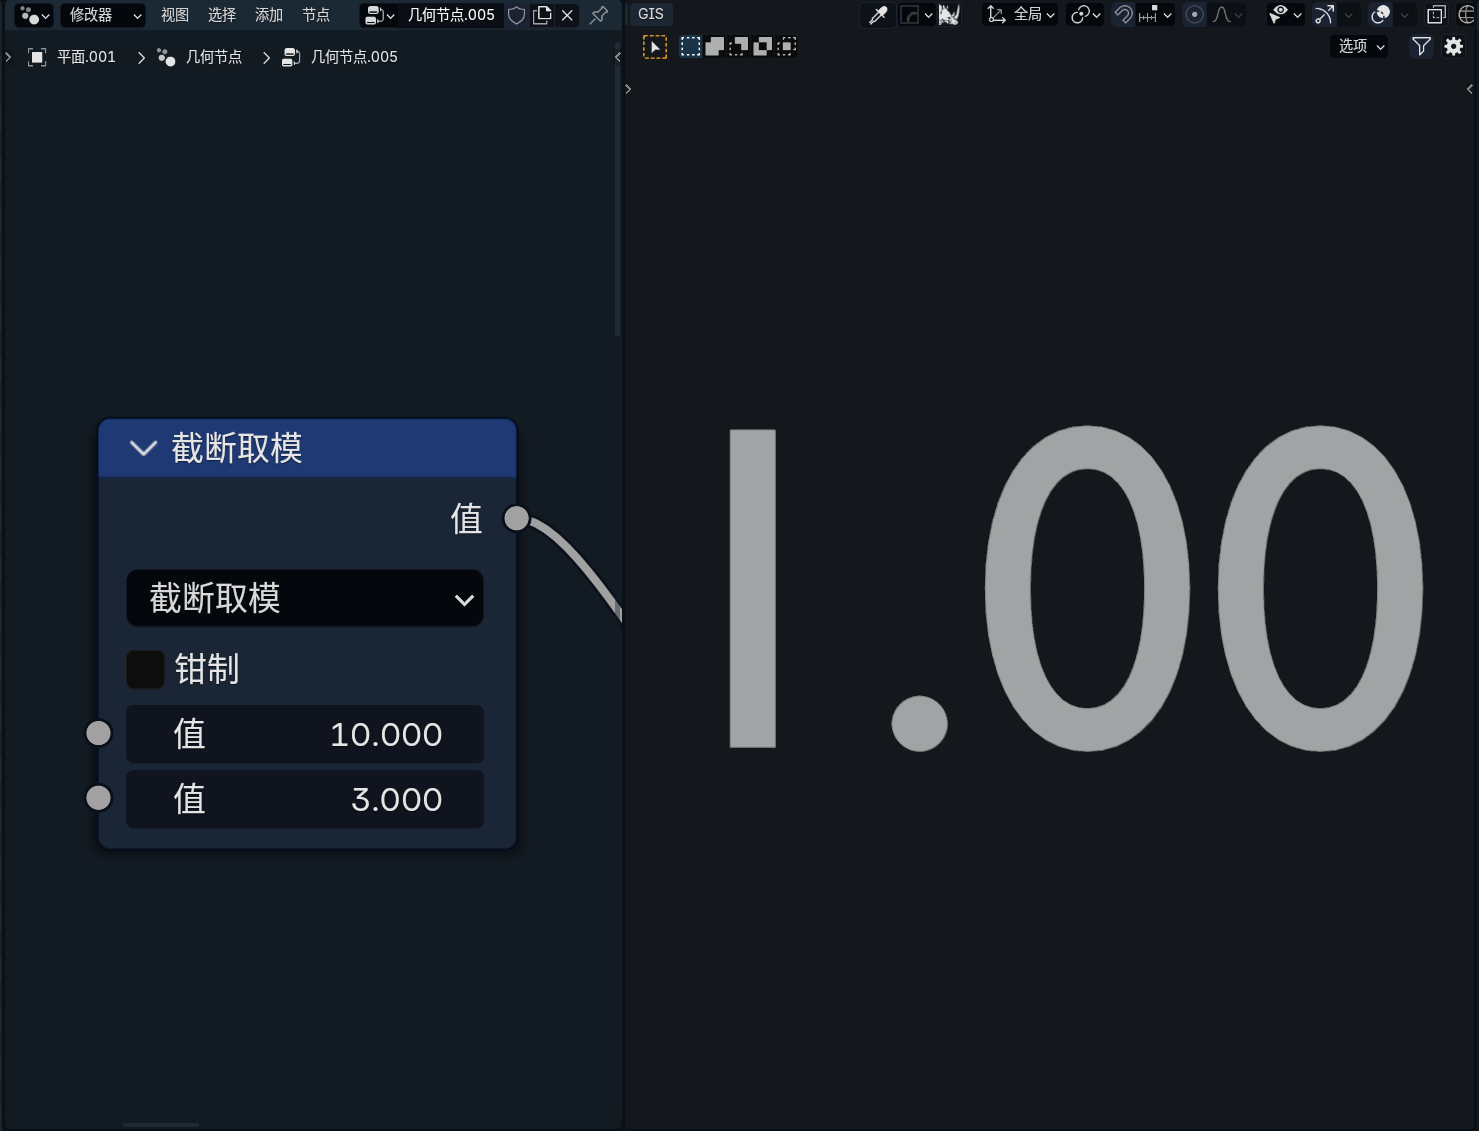 修改器 视图 选择 添加 节点 几何节点.005
GIS 全局
选项
平面.001 几何节点 几何节点.005
截断取模
值
截断取模
钳制
值 10.000
值 3.000
1.00